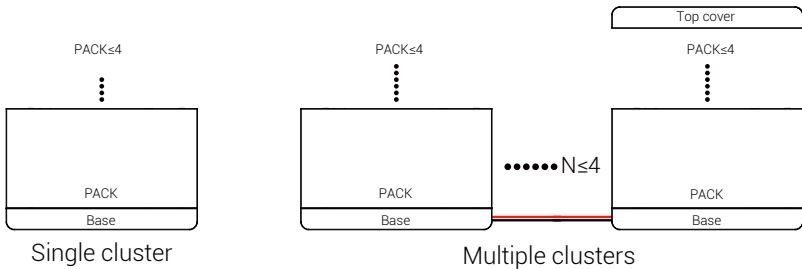 Top cover
PACK≤4
PACK≤4
PACK≤4
N≤4
PACK
PACK
PACK
Base
Base
Base
Single cluster
Multiple clusters